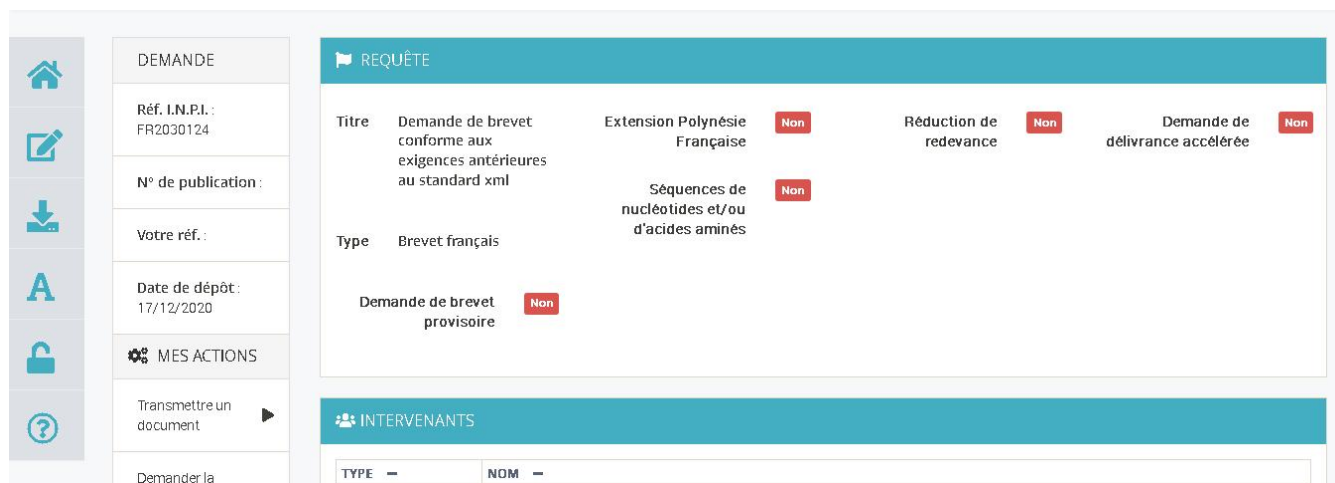 DEMANDE
Réf. I.N.P.I. :
FR2030124
N° de publication :
Votre réf. :
Date de dépôt :
17/12/2020
MES ACTIONS
Transmettre un
document
Demander la
REQUÊTE
Titre
Demande de brevet
conforme aux
exigences antérieures
au standard xml
Type
Brevet français
Demande de brevet
provisoire
Non
Extension Polynésie
Française
Non
Séquences de
nucléotides et/ou
d'acides aminés
Non
Réduction de
redevance
Non
Demande de
délivrance accélérée
Non
INTERVENANTS
TYPE
NOM